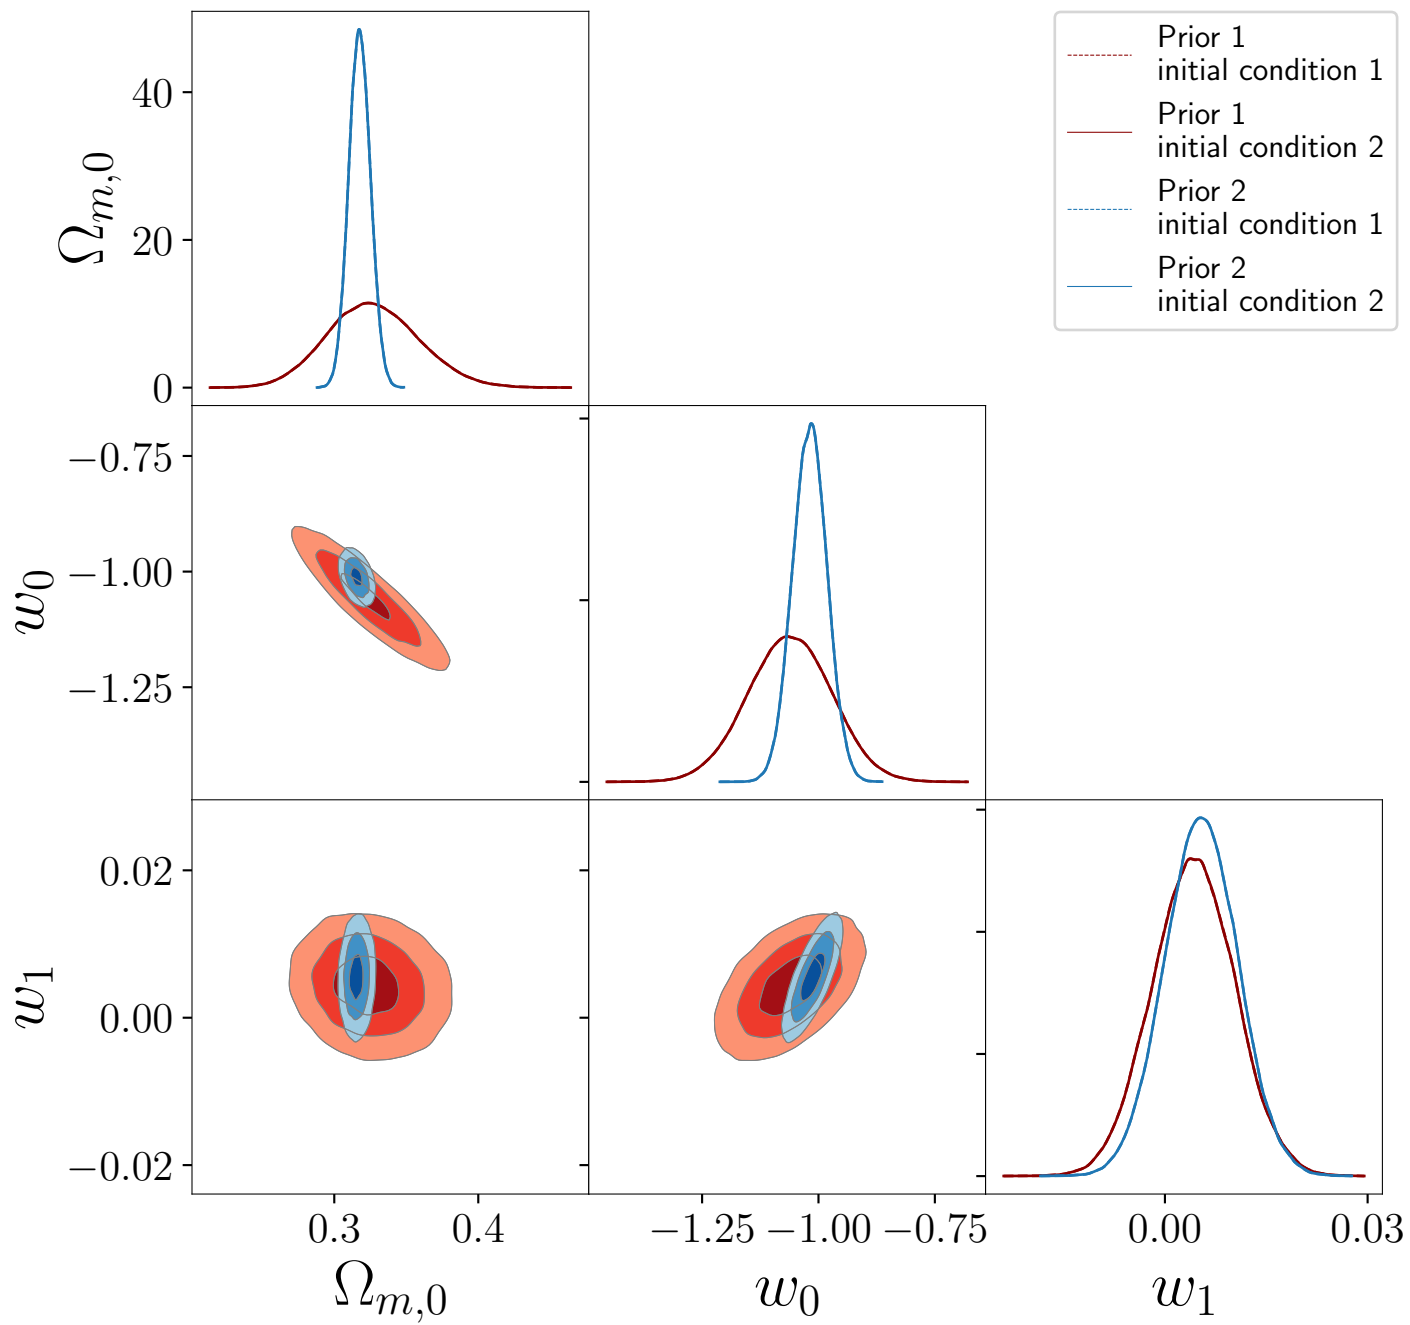 Prior 1
initial condition 1
Prior 1
initial condition 2
Prior 2
initial condition 1
Prior 2
initial condition 2
40
20
0
Ωm,0
−0.75
−1.00
−1.25
w0
0.02
0.00
−0.02
w1
0.3 0.4
−1.25 −1.00 −0.75
0.00 0.03
Ωm,0
w0
w1